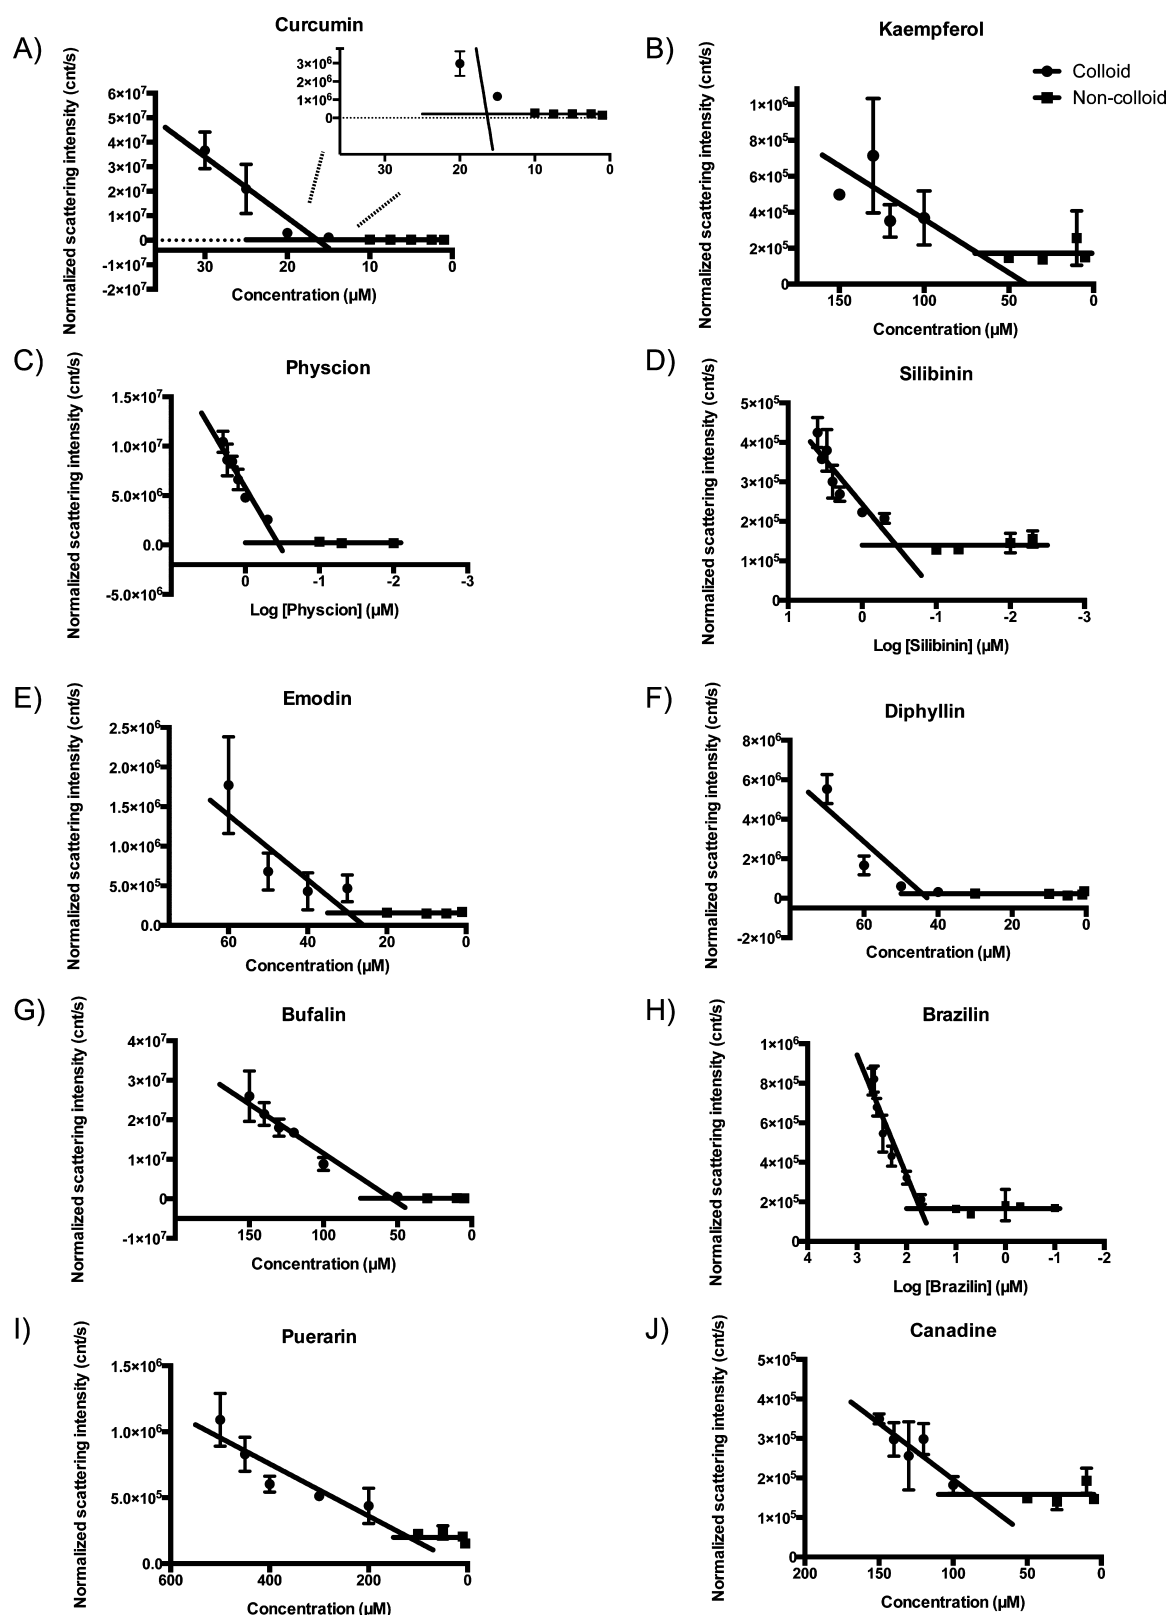 A)
Curcumin
Normalized scattering intensity (cnt/s)
6×10⁷
5×10⁷
4×10⁷
3×10⁷
2×10⁷
1×10⁷
0
-1×10⁷
-2×10⁷
30 20 10 0
Concentration (µM)
3×10⁶
2×10⁶
1×10⁶
0
30 20 10 0
B)
Kaempferol
Colloid
Non-colloid
Normalized scattering intensity (cnt/s)
1×10⁶
8×10⁵
6×10⁵
4×10⁵
2×10⁵
0
150 100 50 0
Concentration (µM)
C)
Physcion
Normalized scattering intensity (cnt/s)
1.5×10⁷
1.0×10⁷
5.0×10⁶
0.0
-5.0×10⁶
0 -1 -2 -3
Log [Physcion] (µM)
D)
Silibinin
Normalized scattering intensity (cnt/s)
5×10⁵
4×10⁵
3×10⁵
2×10⁵
1×10⁵
0
1 0 -1 -2 -3
Log [Silibinin] (µM)
E)
Emodin
Normalized scattering intensity (cnt/s)
2.5×10⁶
2.0×10⁶
1.5×10⁶
1.0×10⁶
5.0×10⁵
0.0
60 40 20 0
Concentration (µM)
F)
Diphyllin
Normalized scattering intensity (cnt/s)
8×10⁶
6×10⁶
4×10⁶
2×10⁶
0
-2×10⁶
60 40 20 0
Concentration (µM)
G)
Bufalin
Normalized scattering intensity (cnt/s)
4×10⁷
3×10⁷
2×10⁷
1×10⁷
0
-1×10⁷
150 100 50 0
Concentration (µM)
H)
Brazilin
Normalized scattering intensity (cnt/s)
1×10⁶
8×10⁵
6×10⁵
4×10⁵
2×10⁵
0
4 3 2 1 0 -1 -2
Log [Brazilin] (µM)
I)
Puerarin
Normalized scattering intensity (cnt/s)
1.5×10⁶
1.0×10⁶
5.0×10⁵
0.0
600 400 200 0
Concentration (µM)
J)
Canadine
Normalized scattering intensity (cnt/s)
5×10⁵
4×10⁵
3×10⁵
2×10⁵
1×10⁵
0
200 150 100 50 0
Concentration (µM)